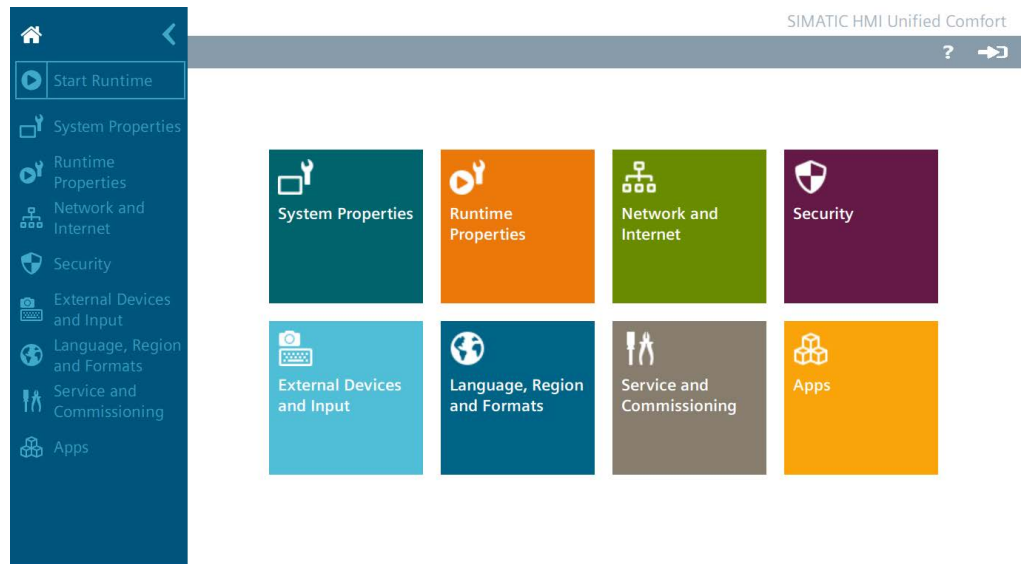 SIMATIC HMI Unified Comfort
?
Start Runtime
System Properties
Runtime
Properties
Network and
Internet
Security
External Devices
and Input
Language, Region
and Formats
Service and
Commissioning
Apps
System Properties
Runtime
Properties
Network and
Internet
Security
External Devices
and Input
Language, Region
and Formats
Service and
Commissioning
Apps